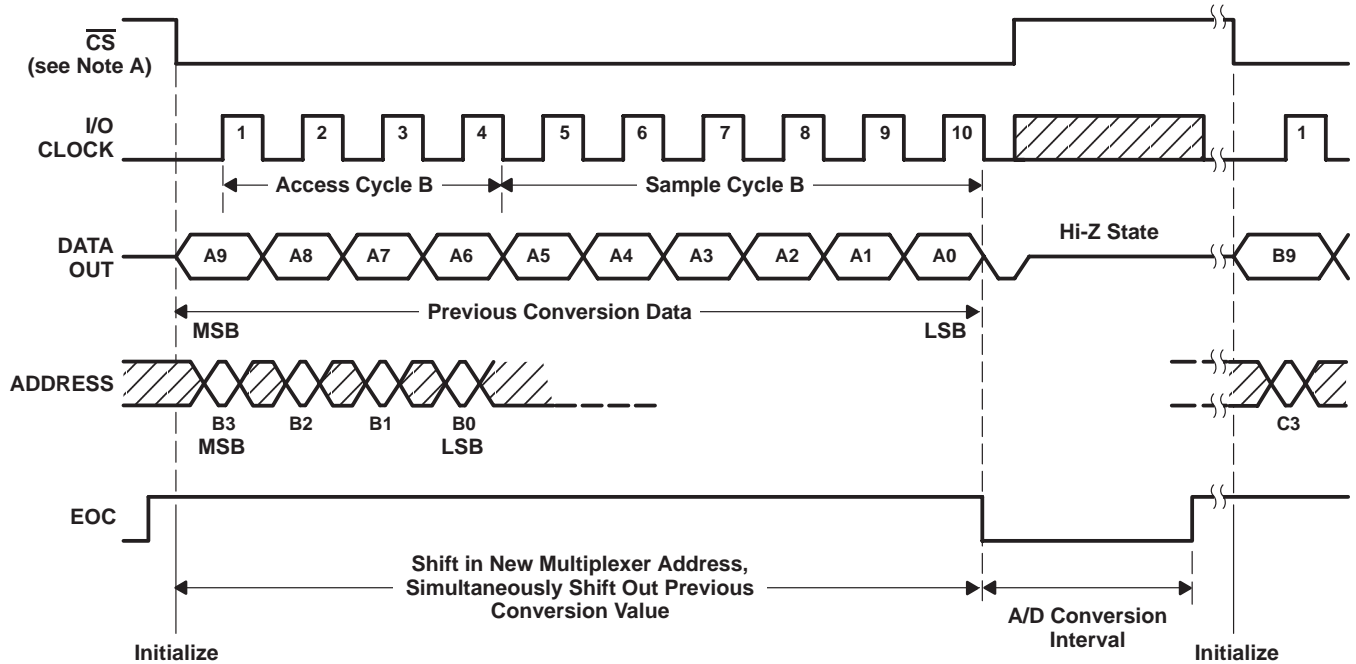 CS
(see Note A)
I/O
CLOCK
1 2 3 4 5 6 7 8 9 10 1
Access Cycle B Sample Cycle B
DATA
OUT
A9 A8 A7 A6 A5 A4 A3 A2 A1 A0 Hi-Z State B9
Previous Conversion Data
MSB LSB
ADDRESS
B3 B2 B1 B0 C3
MSB LSB
EOC
Shift in New Multiplexer Address,
Simultaneously Shift Out Previous
Conversion Value
A/D Conversion
Interval
Initialize Initialize